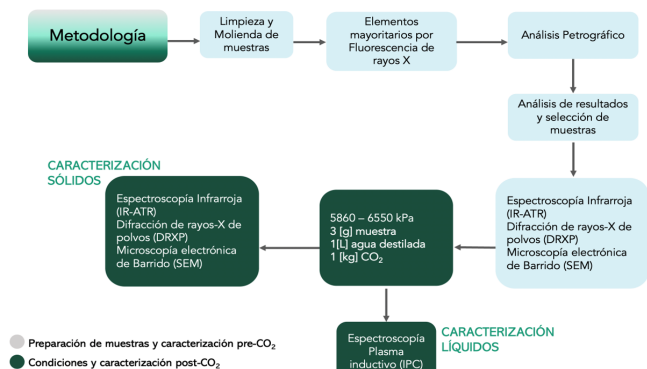 Metodología
Limpieza y
Molienda de
muestras
Elementos
mayoritarios por
Fluorescencia de
rayos X
Análisis Petrográfico
Análisis de resultados
y selección de
muestras
CARACTERIZACIÓN
SÓLIDOS
Espectroscopía Infrarroja
(IR-ATR)
Difracción de rayos-X de
polvos (DRXP)
Microscopía electrónica
de Barrido (SEM)
5860 – 6550 kPa
3 [g] muestra
1[L] agua destilada
1 [kg] CO₂
Espectroscopía Infrarroja
(IR-ATR)
Difracción de rayos-X de
polvos (DRXP)
Microscopía electrónica
de Barrido (SEM)
Preparación de muestras y caracterización pre-CO₂
Condiciones y caracterización post-CO₂
Espectroscopía
Plasma
inductivo (IPC)
CARACTERIZACIÓN
LÍQUIDOS